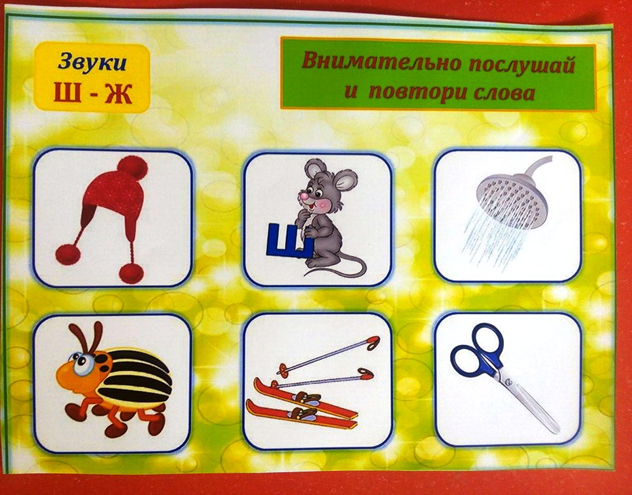 Звуки
Ш - Ж
Внимательно послушай
и повтори слова
Ш